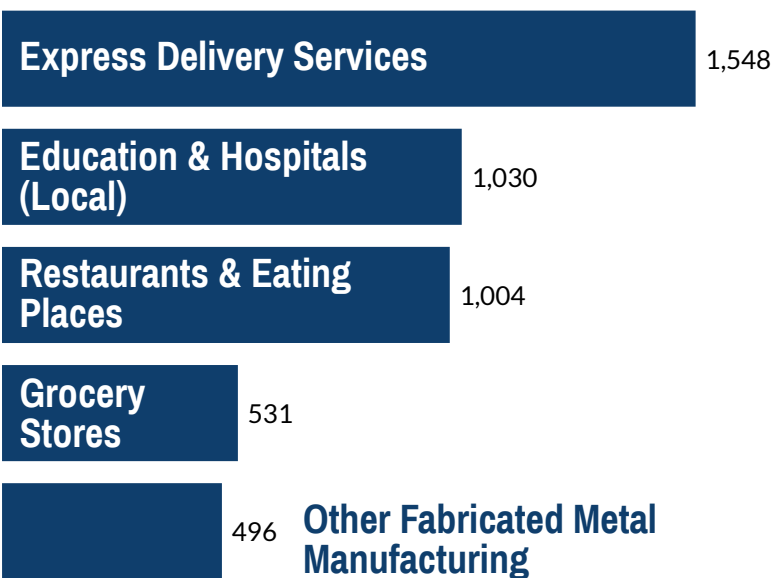 Express Delivery Services
1,548
Education & Hospitals
(Local)
1,030
Restaurants & Eating
Places
1,004
Grocery
Stores
531
496
Other Fabricated Metal
Manufacturing